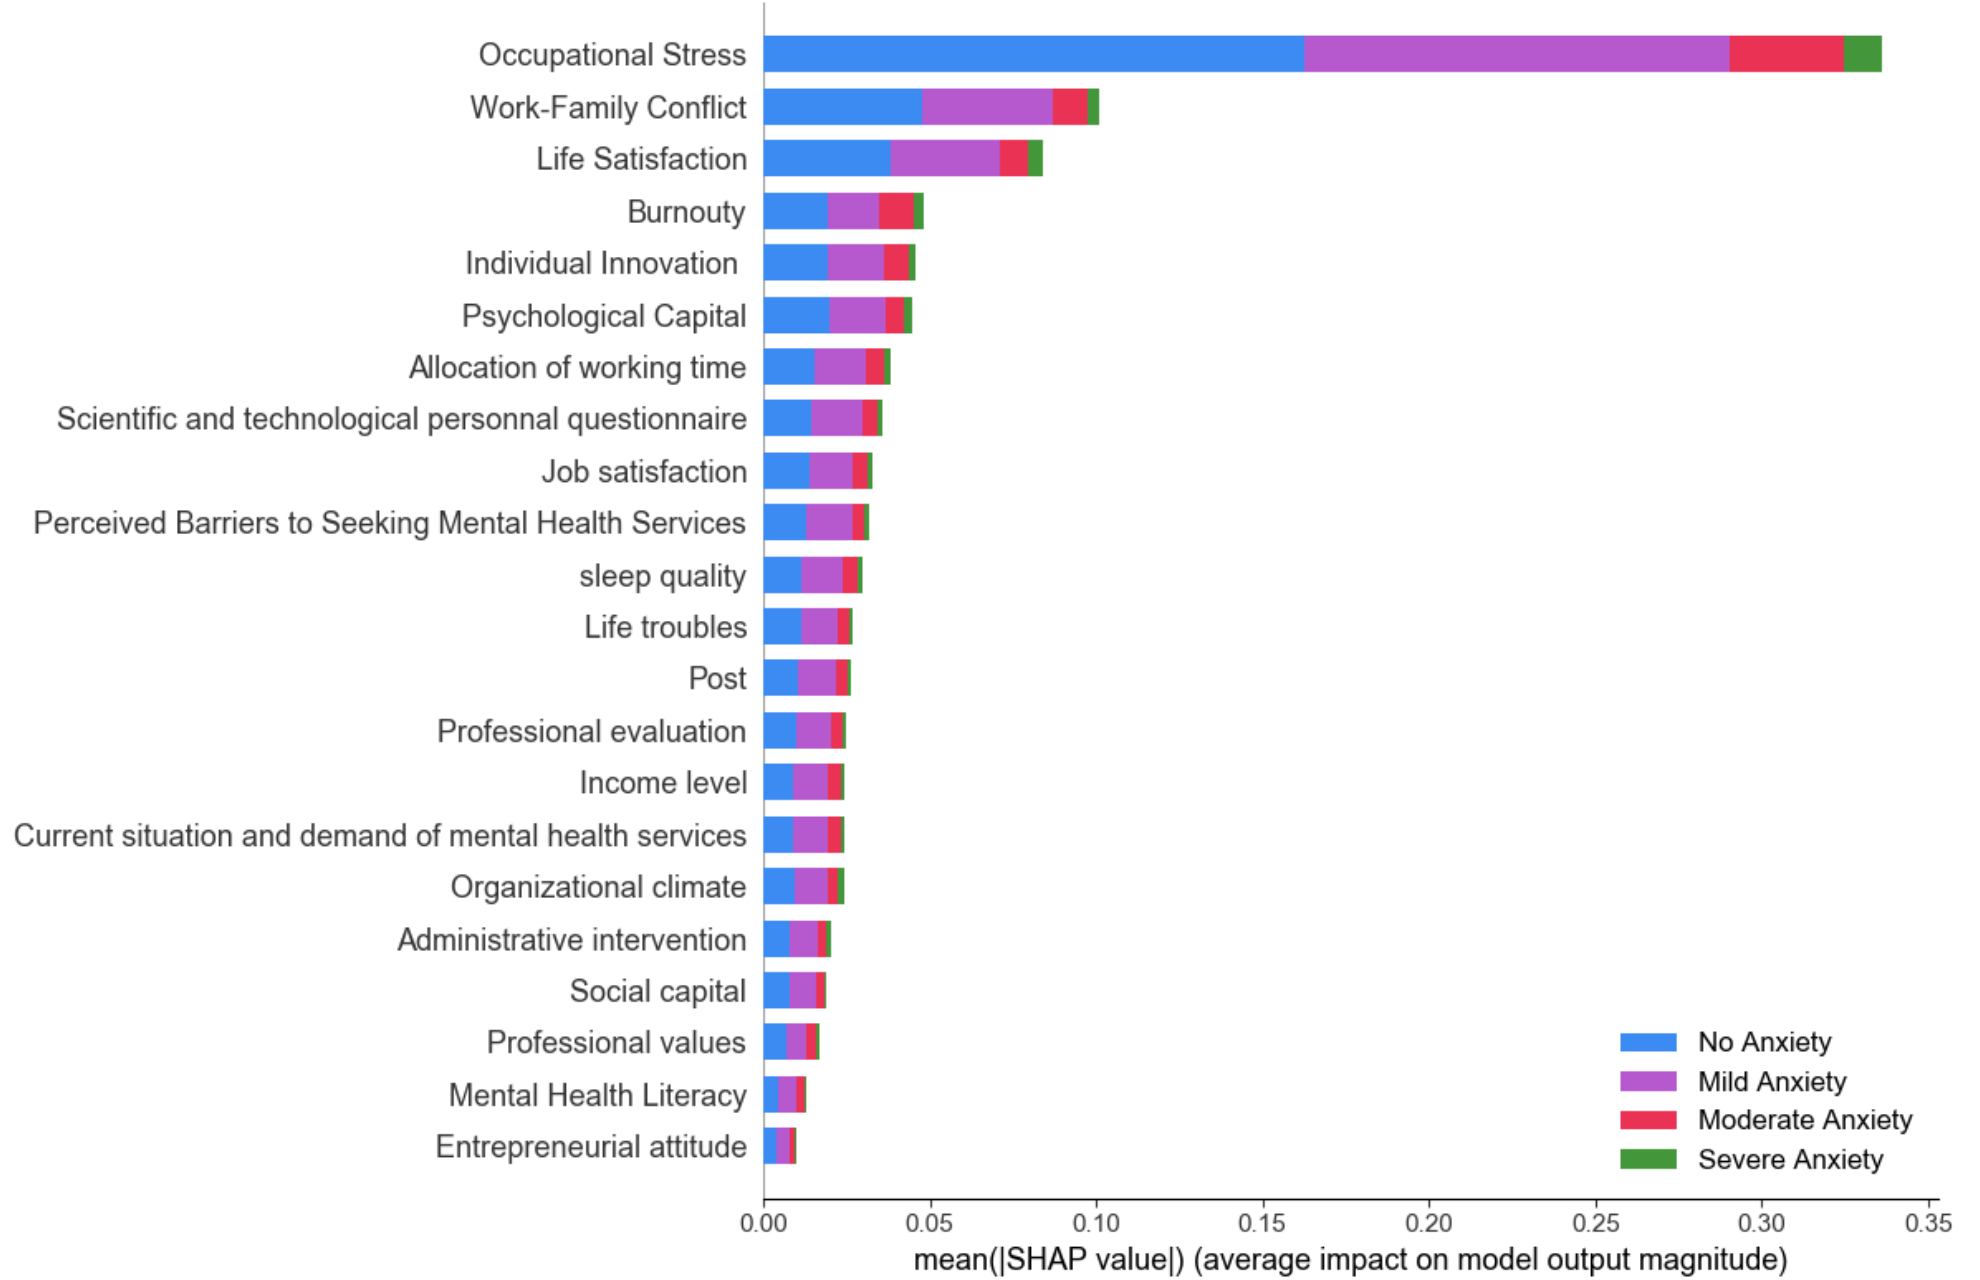 Occupational Stress
Work-Family Conflict
Life Satisfaction
Burnouty
Individual Innovation
Psychological Capital
Allocation of working time
Scientific and technological personnal questionnaire
Job satisfaction
Perceived Barriers to Seeking Mental Health Services
sleep quality
Life troubles
Post
Professional evaluation
Income level
Current situation and demand of mental health services
Organizational climate
Administrative intervention
Social capital
Professional values
Mental Health Literacy
Entrepreneurial attitude
No Anxiety
Mild Anxiety
Moderate Anxiety
Severe Anxiety
0.00 0.05 0.10 0.15 0.20 0.25 0.30 0.35
mean(|SHAP value|) (average impact on model output magnitude)